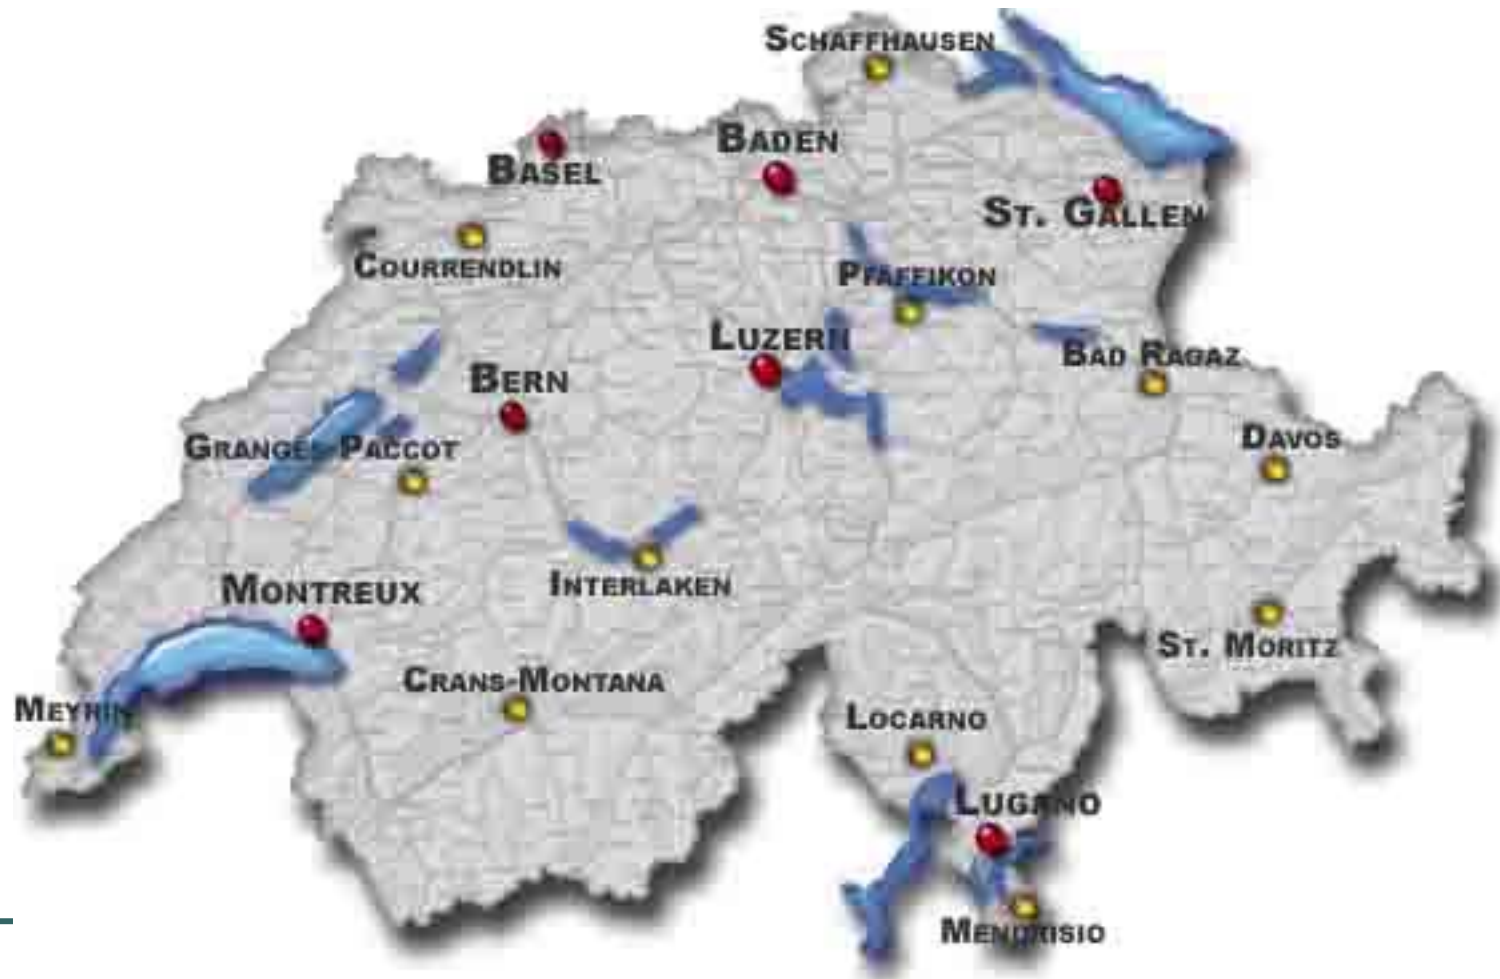 SCHAFFHAUSEN
BADEN
BASEL
ST. GALLEN
COURRENDLIN
PFAFFIKON
LUZERN
BAD RAGAZ
BERN
DAVOS
GRANGES-PACCOT
INTERLAKEN
MONTREUX
ST. MORITZ
CRANS-MONTANA
MEYRIN
LOCARNO
LUGANO
MENDRISIO